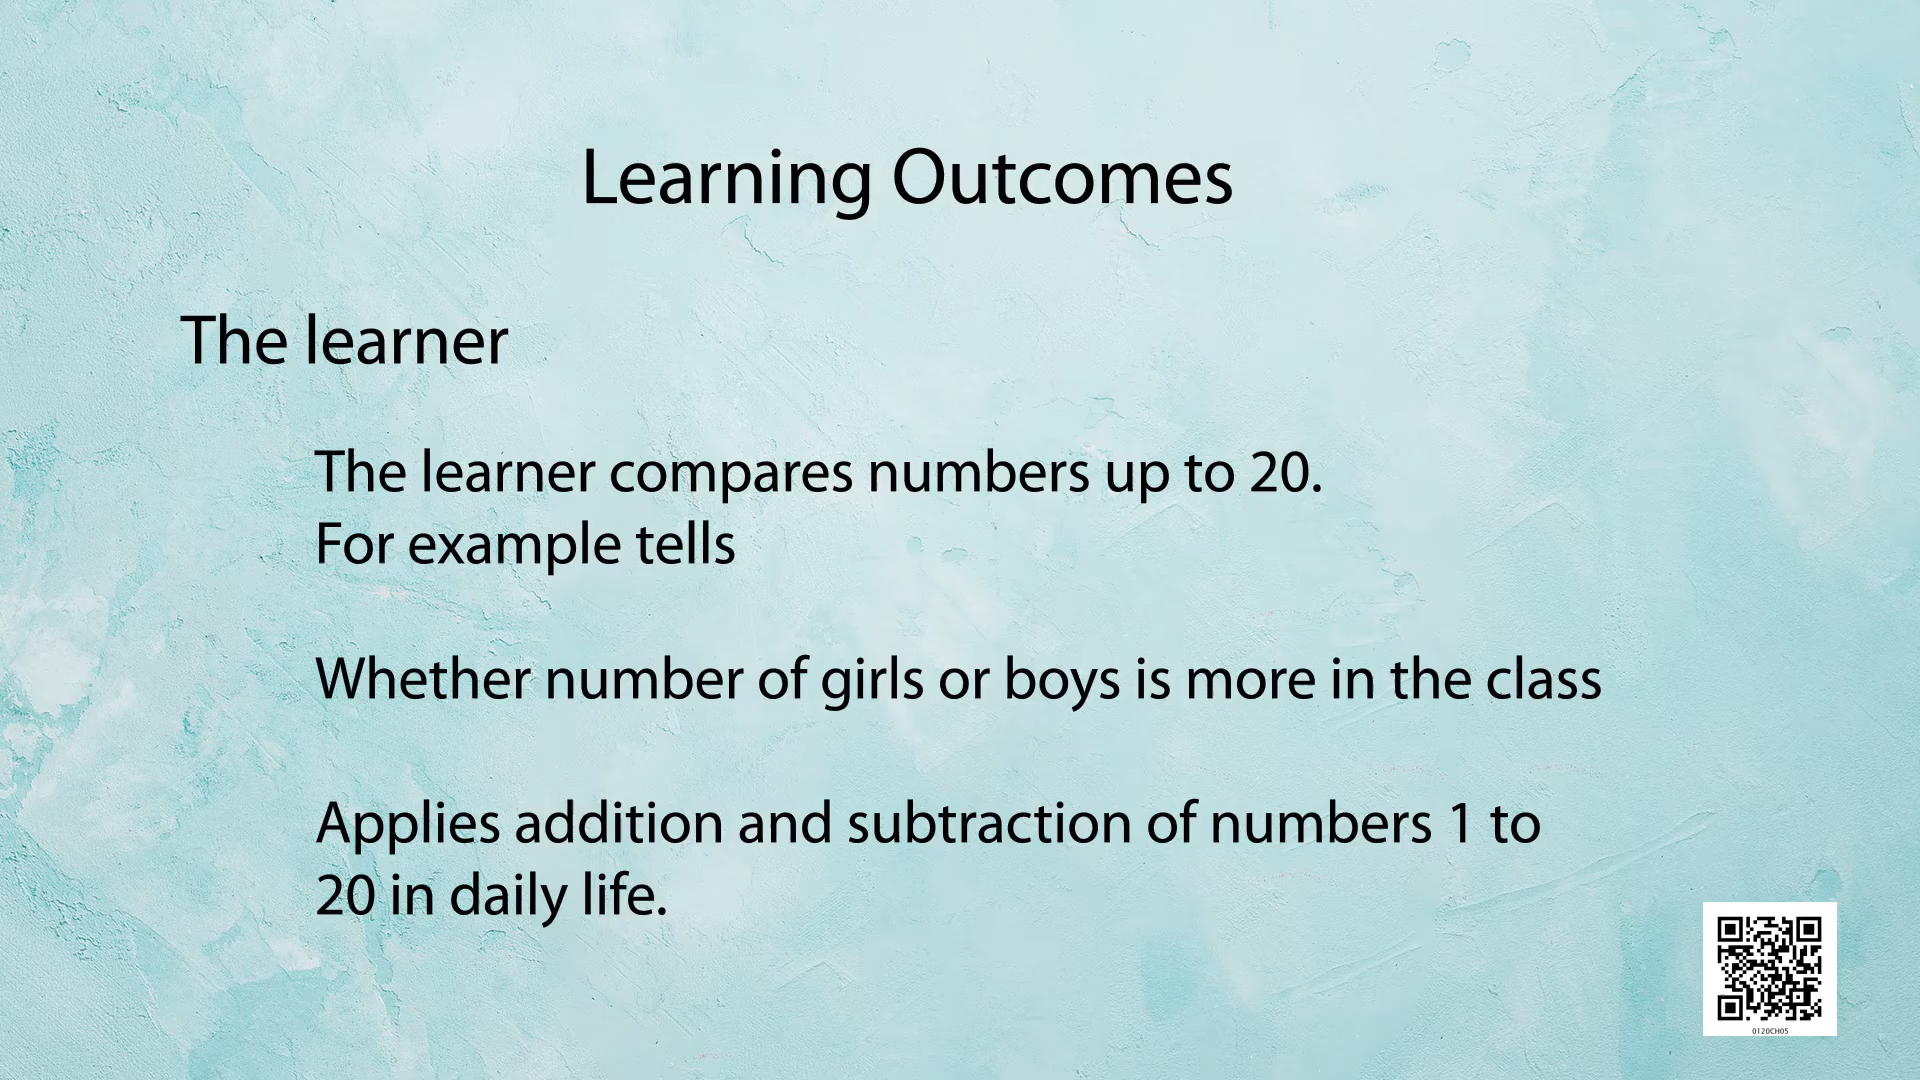 Learning Outcomes
The learner
The learner compares numbers up to 20.
For example tells
Whether number of girls or boys is more in the class
Applies addition and subtraction of numbers 1 to
20 in daily life.
0120CH05